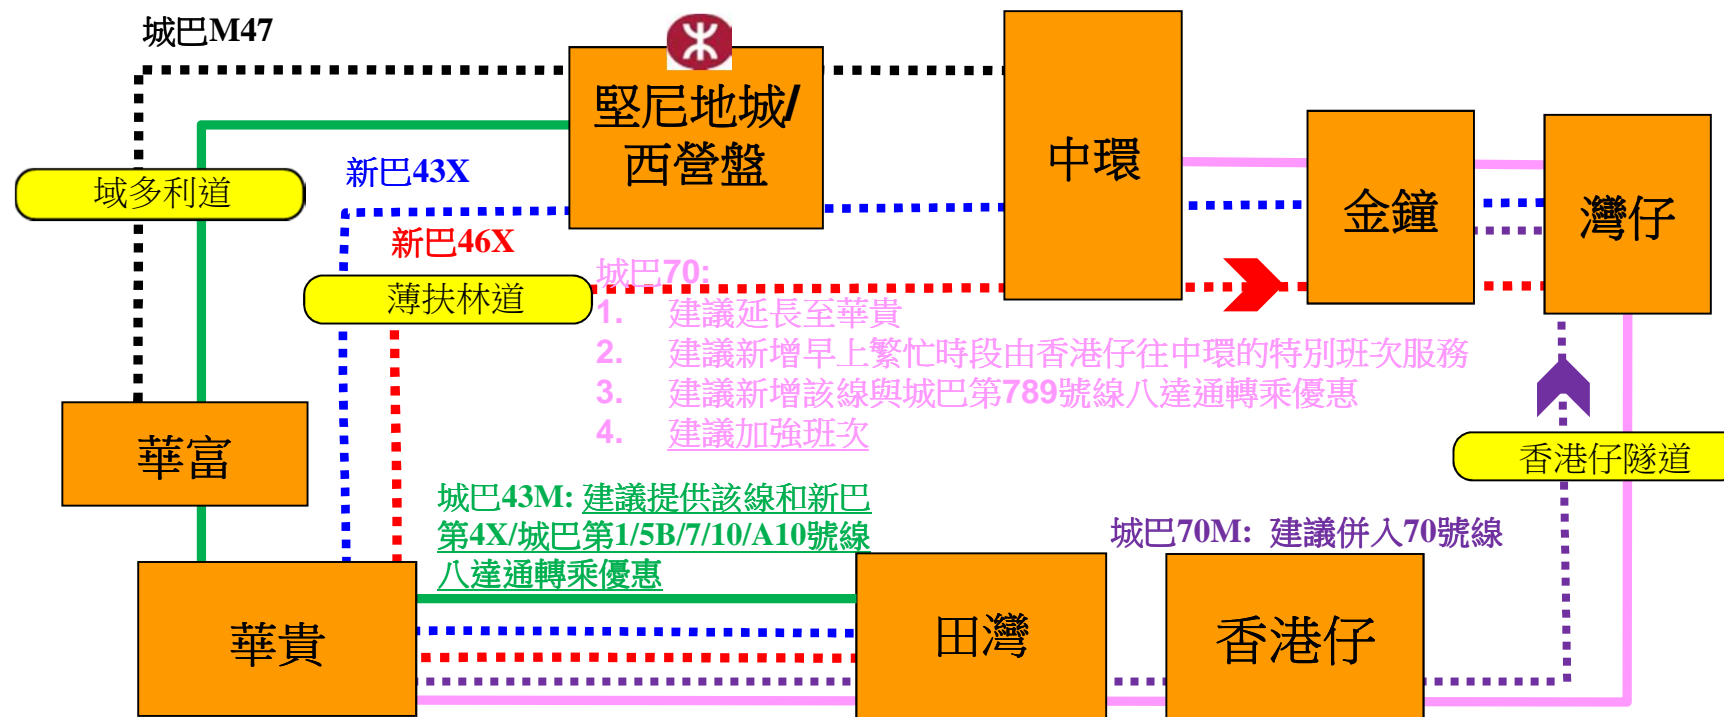 城巴M47
堅尼地城/
西營盤
中環
金鐘
灣仔
域多利道
新巴43X
新巴46X
薄扶林道
城巴70:
1. 建議延長至華貴
2. 建議新增早上繁忙時段由香港仔往中環的特別班次服務
3. 建議新增該線與城巴第789號線八達通轉乘優惠
4. 建議加強班次
華富
香港仔隧道
城巴43M: 建議提供該線和新巴
第4X/城巴第1/5B/7/10/A10號線
八達通轉乘優惠
城巴70M: 建議併入70號線
華貴
田灣
香港仔